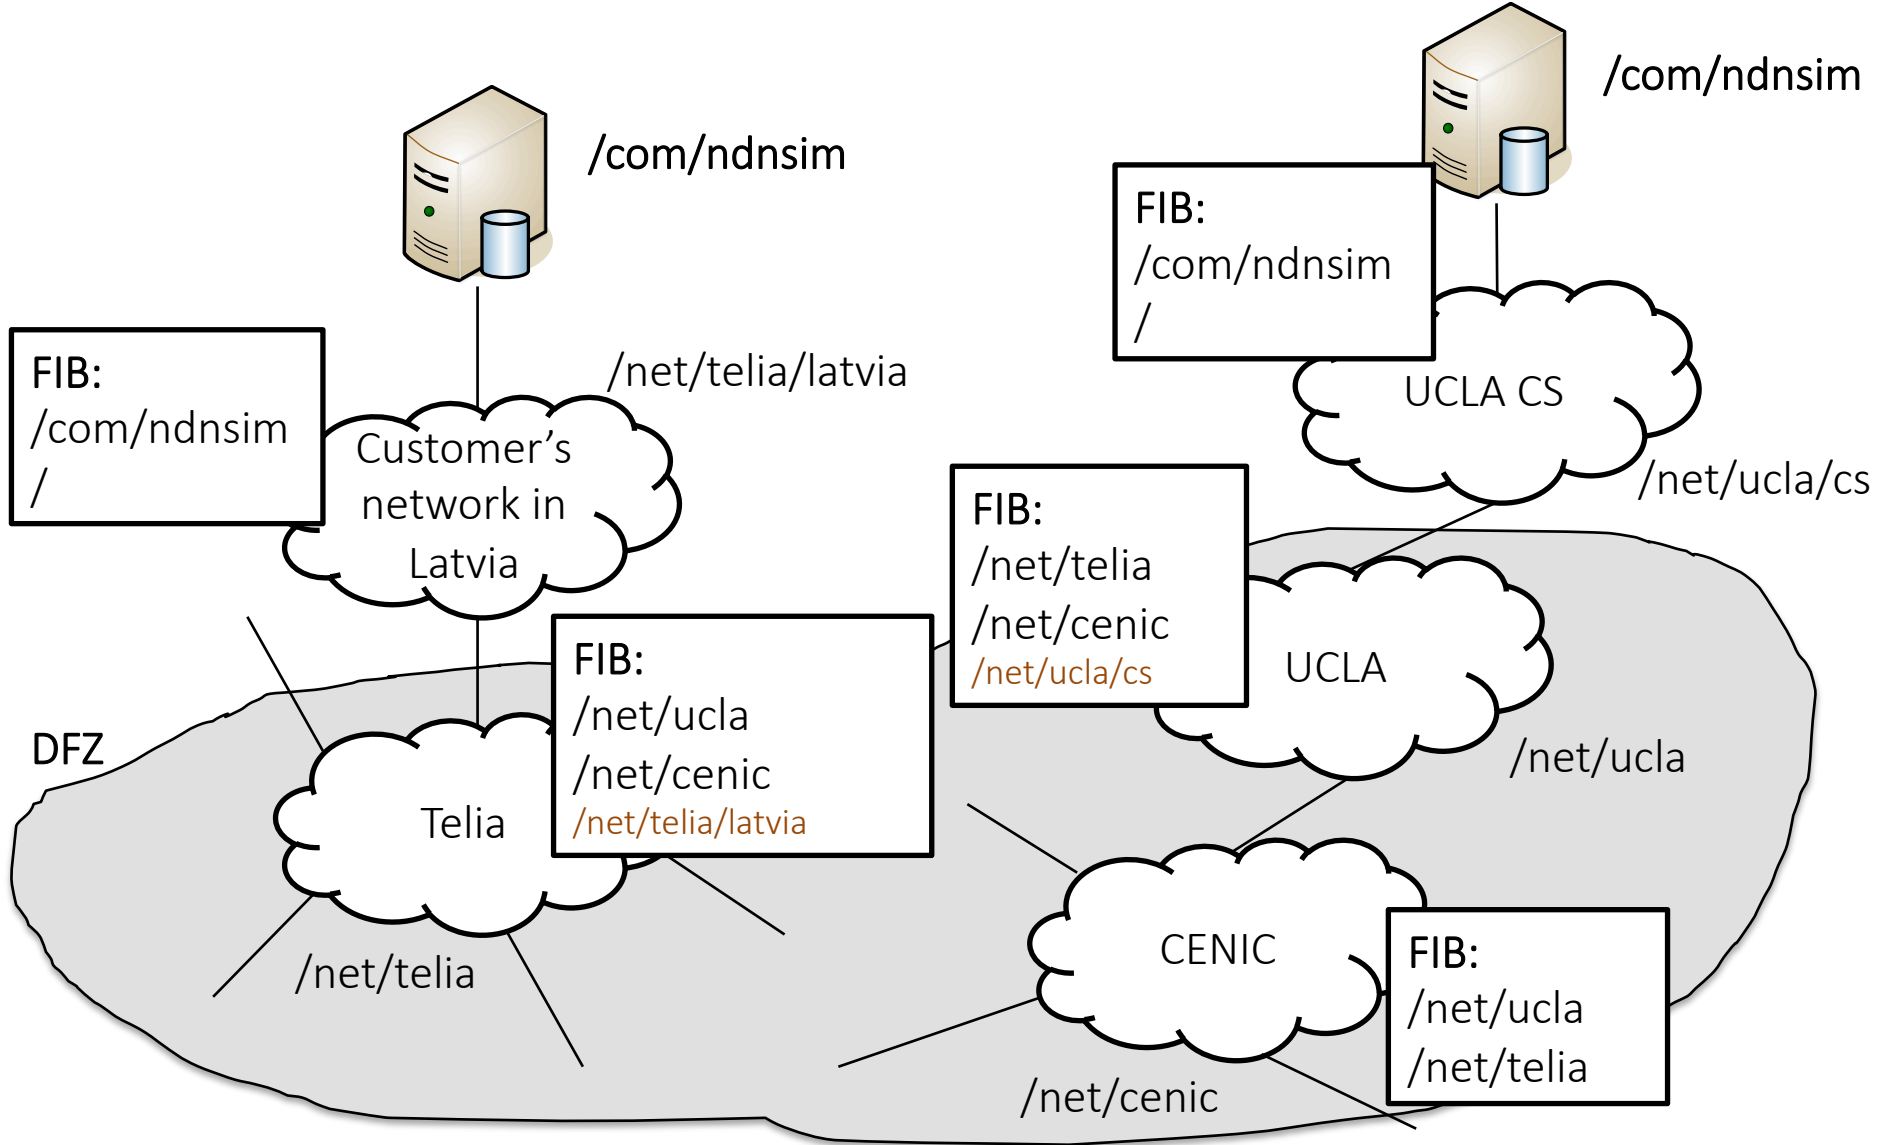 /com/ndnsim
/com/ndnsim
FIB:
/com/ndnsim
/
FIB:
/com/ndnsim
/
/net/telia/latvia
UCLA CS
Customer’s
network in
Latvia
/net/ucla/cs
FIB:
/net/telia
/net/cenic
/net/ucla/cs
UCLA
/net/ucla
DFZ
FIB:
/net/ucla
/net/cenic
/net/telia/latvia
Telia
/net/telia
CENIC
FIB:
/net/ucla
/net/telia
/net/cenic